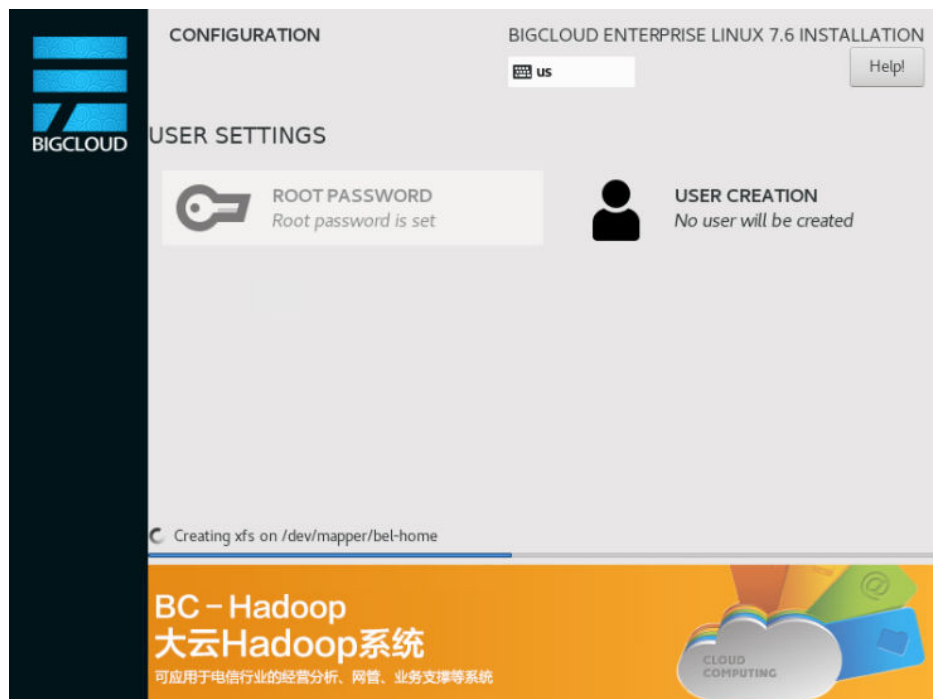 CONFIGURATION
BIGCLOUD ENTERPRISE LINUX 7.6 INSTALLATION
us
Help!
BIGCLOUD
USER SETTINGS
ROOT PASSWORD
Root password is set
USER CREATION
No user will be created
Creating xfs on /dev/mapper/bel-home
BC-Hadoop
大云Hadoop系统
可应用于电信行业的经营分析、网管、业务支撑等系统
@
CLOUD
COMPUTING